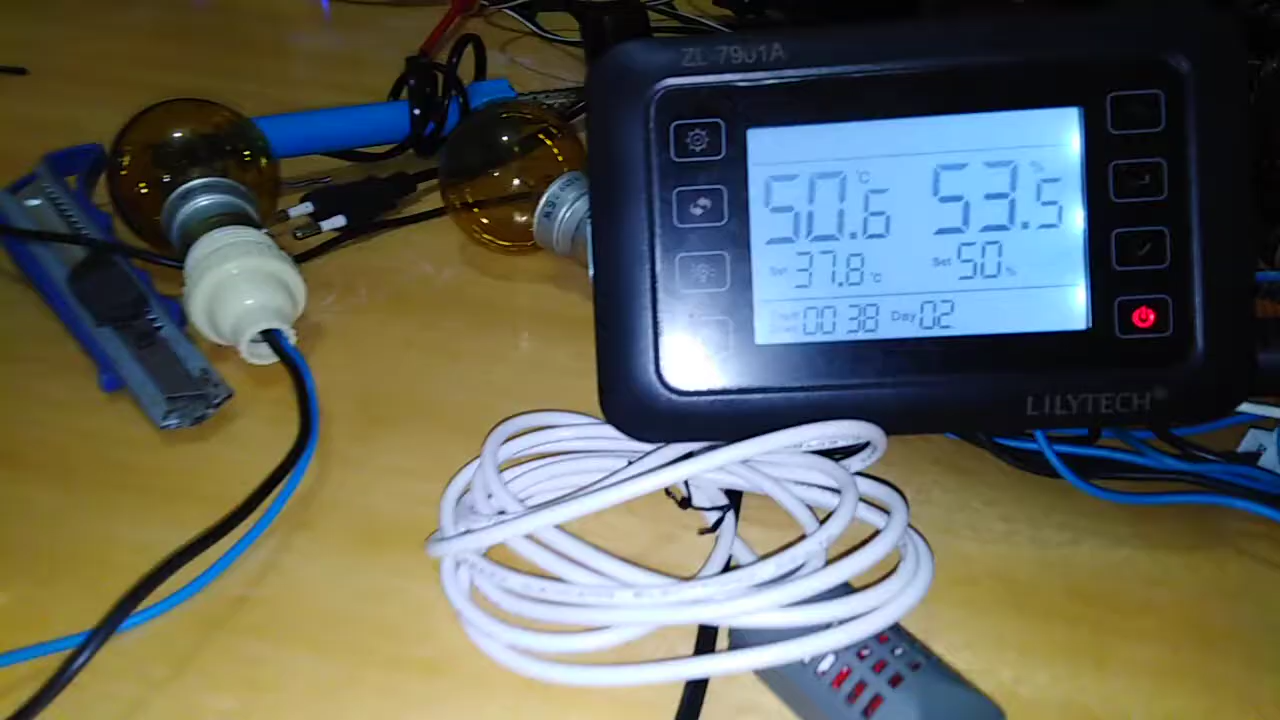 ZL-7901A
50.6 °C 53.5 %
Set 37.8 °C Set 50 %
00 38 Day 02
LILYTECH®